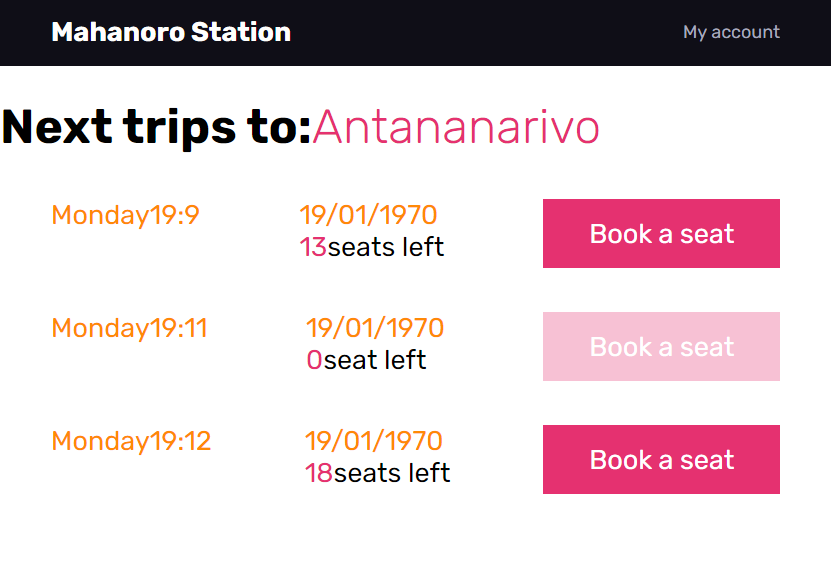 Mahanoro Station
My account
Next trips to:Antananarivo
Monday19:9
19/01/1970
13seats left
Book a seat
Monday19:11
19/01/1970
0seat left
Book a seat
Monday19:12
19/01/1970
18seats left
Book a seat